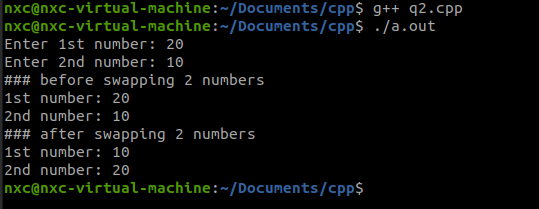 nxc@nxc-virtual-machine:~/Documents/cpp$ g++ q2.cpp
nxc@nxc-virtual-machine:~/Documents/cpp$ ./a.out
Enter 1st number: 20
Enter 2nd number: 10
### before swapping 2 numbers
1st number: 20
2nd number: 10
### after swapping 2 numbers
1st number: 10
2nd number: 20
nxc@nxc-virtual-machine:~/Documents/cpp$